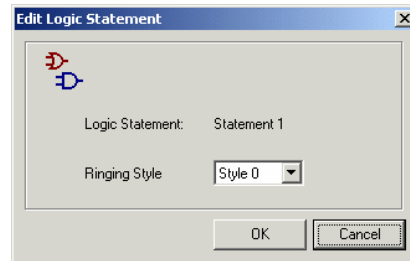 Edit Logic Statement
Logic Statement: Statement 1
Ringing Style Style 0
OK Cancel